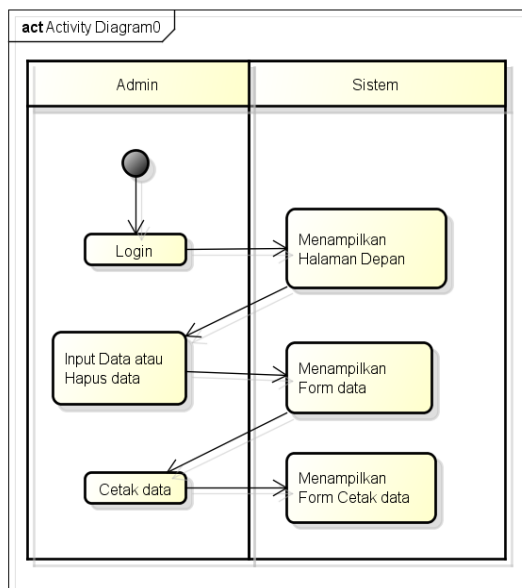 act Activity Diagram0
Admin
Sistem
Login
Menampilkan
Halaman Depan
Input Data atau
Hapus data
Menampilkan
Form data
Cetak data
Menampilkan
Form Cetak data